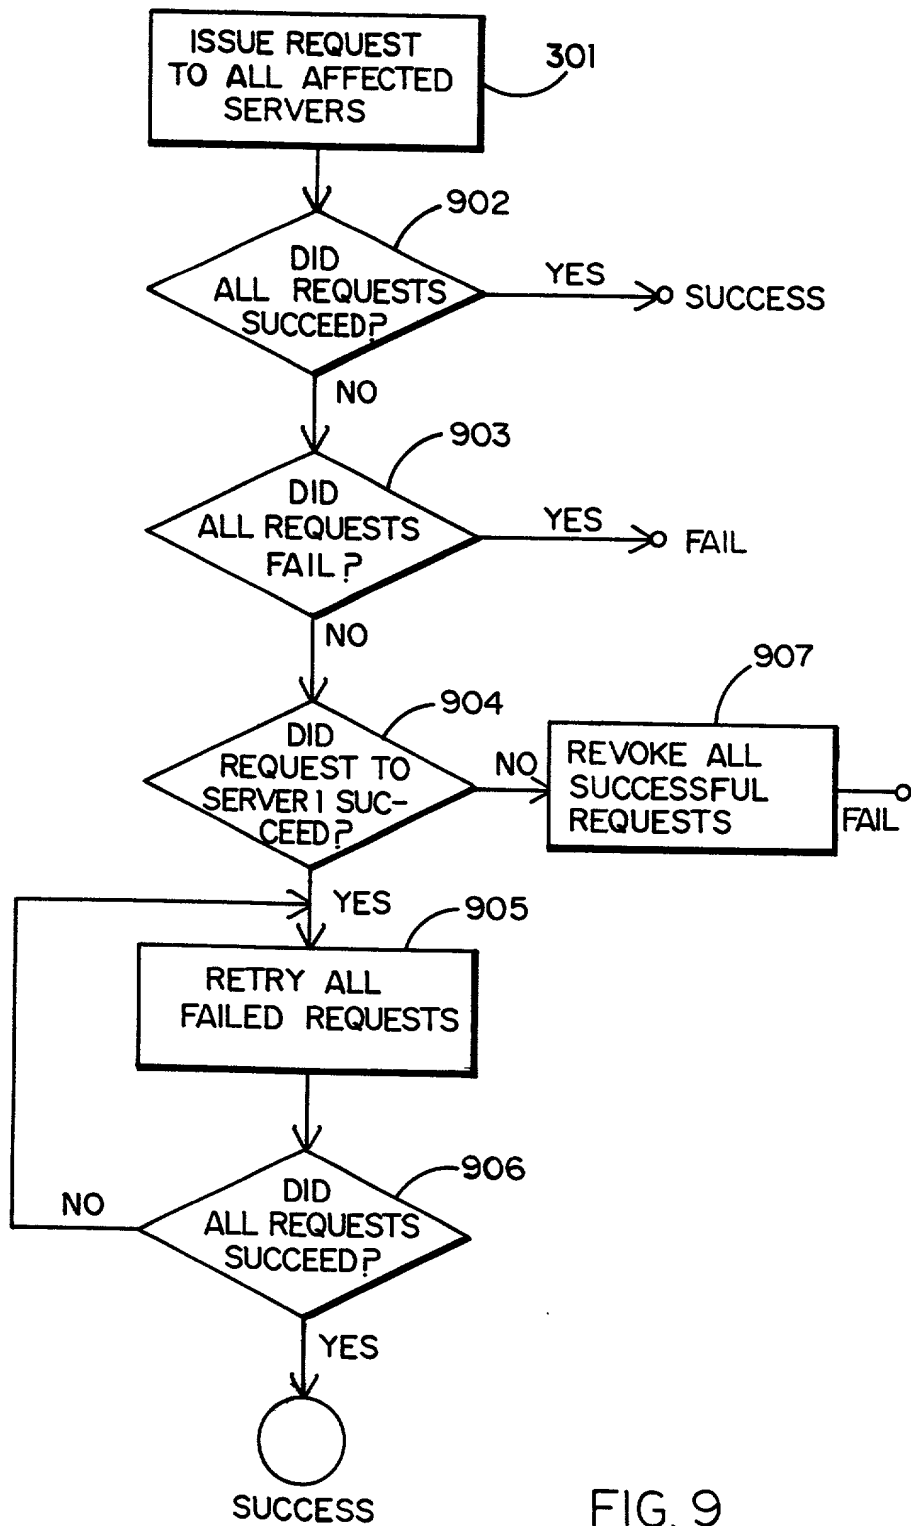 ISSUE REQUEST
TO ALL AFFECTED
SERVERS
301
902
DID
ALL REQUESTS
SUCCEED?
YES
SUCCESS
NO
903
DID
ALL REQUESTS
FAIL?
YES
FAIL
NO
904
DID
REQUEST TO
SERVER 1 SUC-
CEED?
NO
907
REVOKE ALL
SUCCESSFUL
REQUESTS
FAIL
YES
905
RETRY ALL
FAILED REQUESTS
906
DID
ALL REQUESTS
SUCCEED?
NO
YES
SUCCESS
FIG. 9